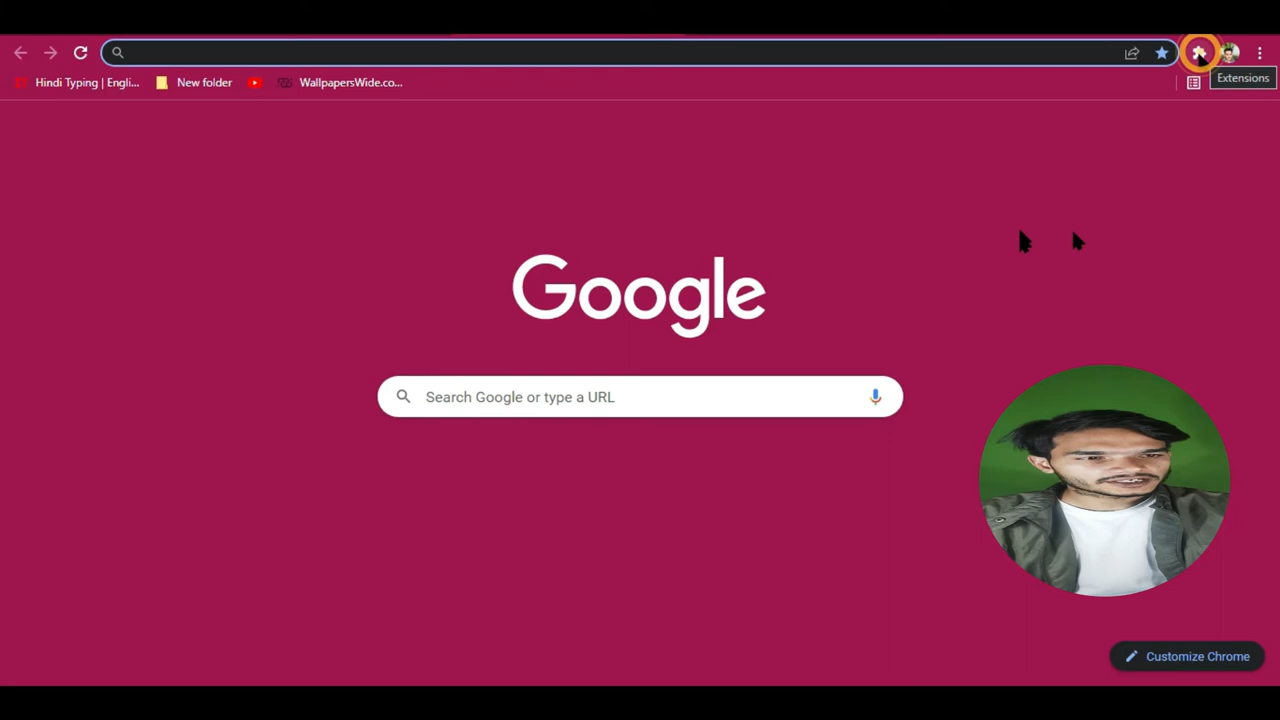 Hindi Typing | Engli...
New folder
WallpapersWide.co...
Extensions
Google
Search Google or type a URL
Customize Chrome